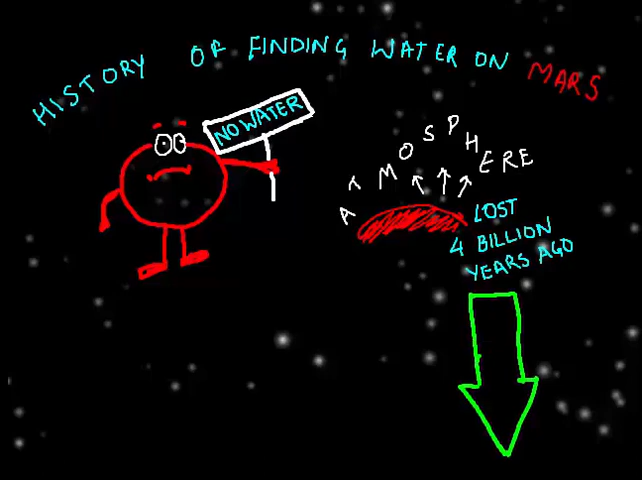 HISTORY OF FINDING WATER ON MARS
NO WATER
ATMOSPHERE
LOST
4 BILLION
YEARS AGO